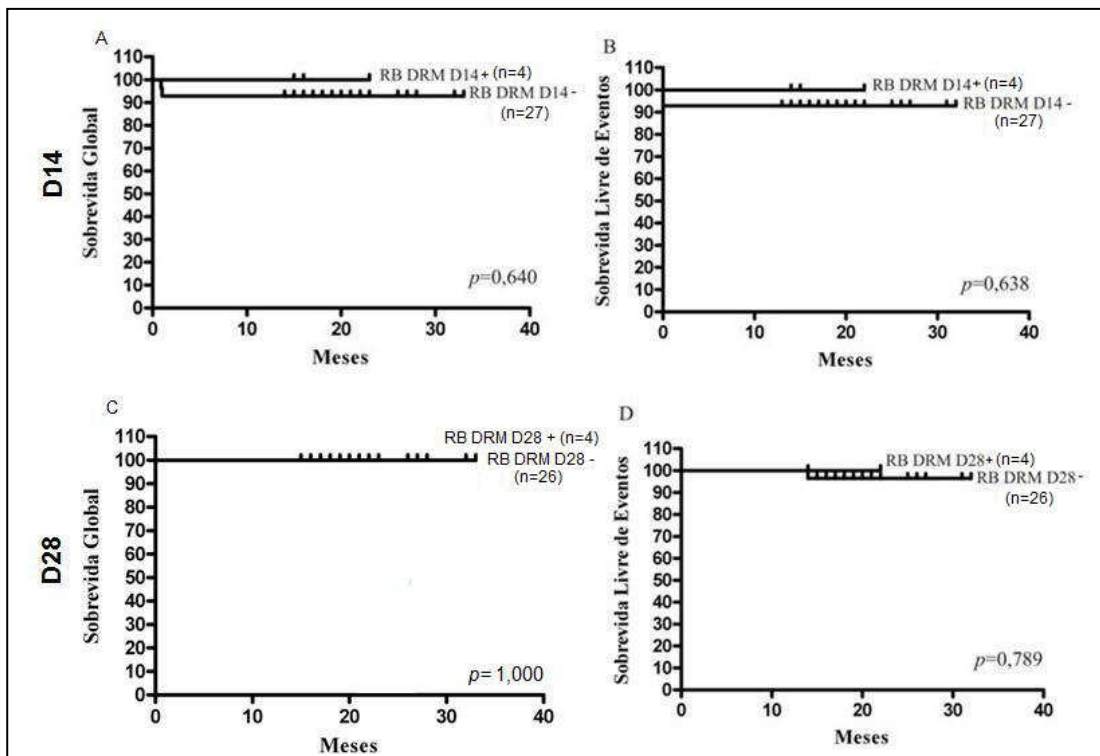 A
110
100
90
80
70
60
50
40
30
20
10
0
Sobrevida Global
D14
RB DRM D14+ (n=4)
RB DRM D14-
(n=27)
p=0,640
0 10 20 30 40
Meses
B
110
100
90
80
70
60
50
40
30
20
10
0
Sobrevida Livre de Eventos
RB DRM D14+ (n=4)
RB DRM D14 -
(n=27)
p=0,638
0 10 20 30 40
Meses
C
110
100
90
80
70
60
50
40
30
20
10
0
Sobrevida Global
D28
RB DRM D28 + (n=4)
RB DRM D28 -
(n=26)
p= 1,000
0 10 20 30 40
Meses
D
110
100
90
80
70
60
50
40
30
20
10
0
Sobrevida Livre de Eventos
RB DRM D28+ (n=4)
RB DRM D28-
(n=26)
p=0,789
0 10 20 30 40
Meses